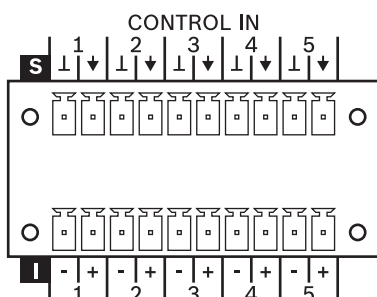 CONTROL IN
1 2 3 4 5
S ⊥ ⊥ ⊥ ⊥ ⊥
I - + - + - + - + - +
1 2 3 4 5